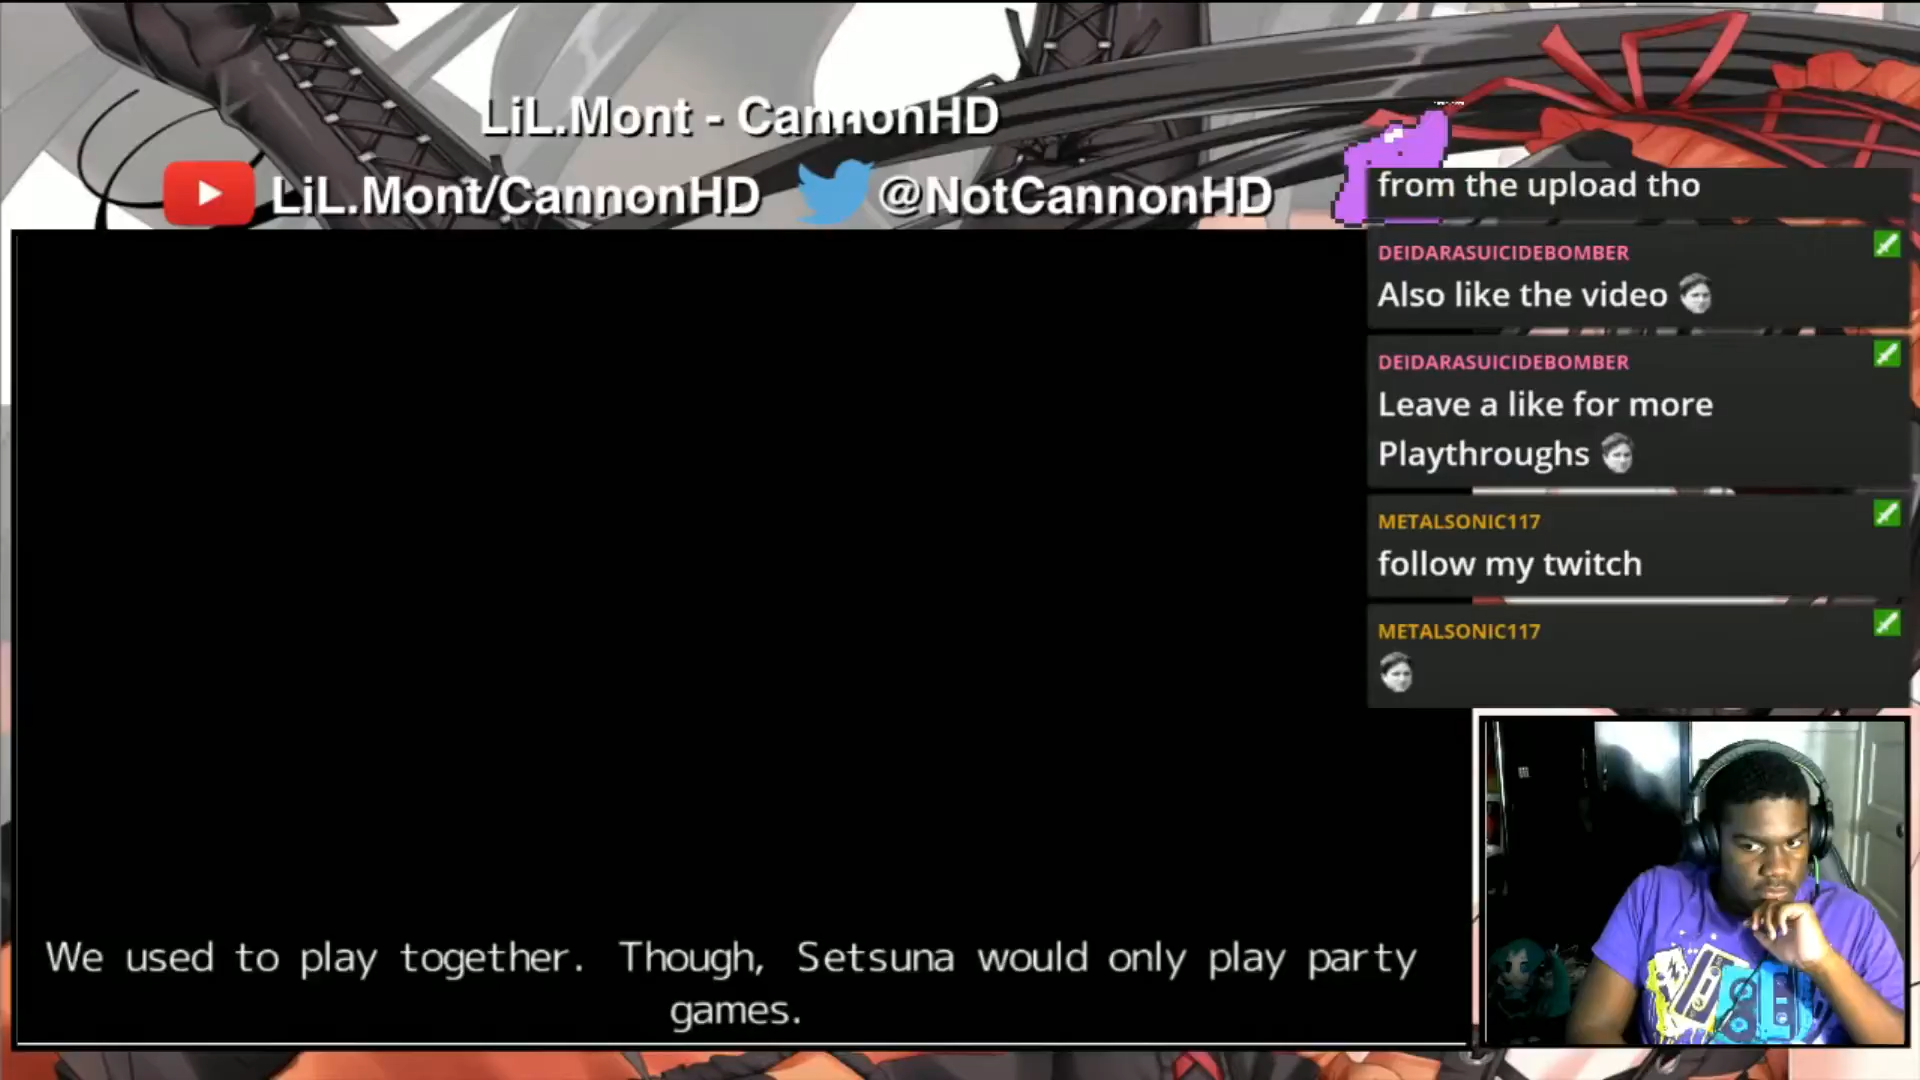 LiL.Mont - CannonHD
LiL.Mont/CannonHD
@NotCannonHD
from the upload tho
DEIDARASUICIDEBOMBER
Also like the video
DEIDARASUICIDEBOMBER
Leave a like for more
Playthroughs
METALSONIC117
follow my twitch
METALSONIC117
We used to play together. Though, Setsuna would only play party
games.